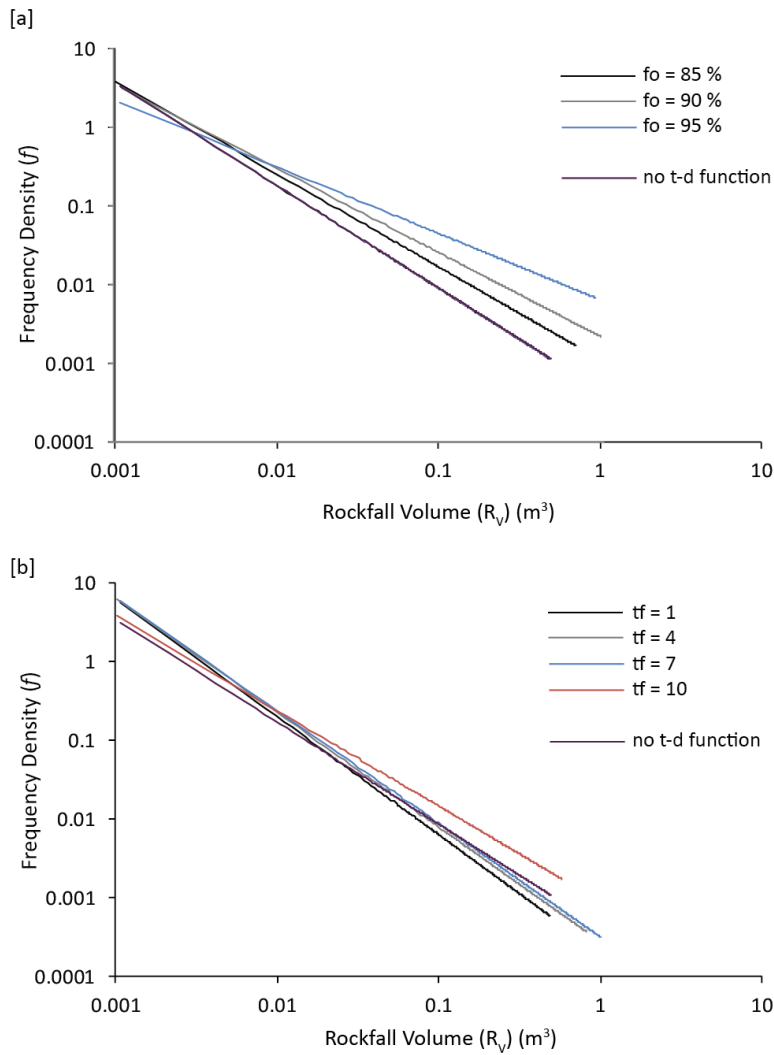 [a]
10
1
0.1
0.01
0.001
0.0001
Frequency Density (f)
fo = 85 %
fo = 90 %
fo = 95 %
no t-d function
0.001
0.01
0.1
1
10
Rockfall Volume (RV) (m³)
[b]
10
1
0.1
0.01
0.001
0.0001
Frequency Density (f)
tf = 1
tf = 4
tf = 7
tf = 10
no t-d function
0.001
0.01
0.1
1
10
Rockfall Volume (RV) (m³)